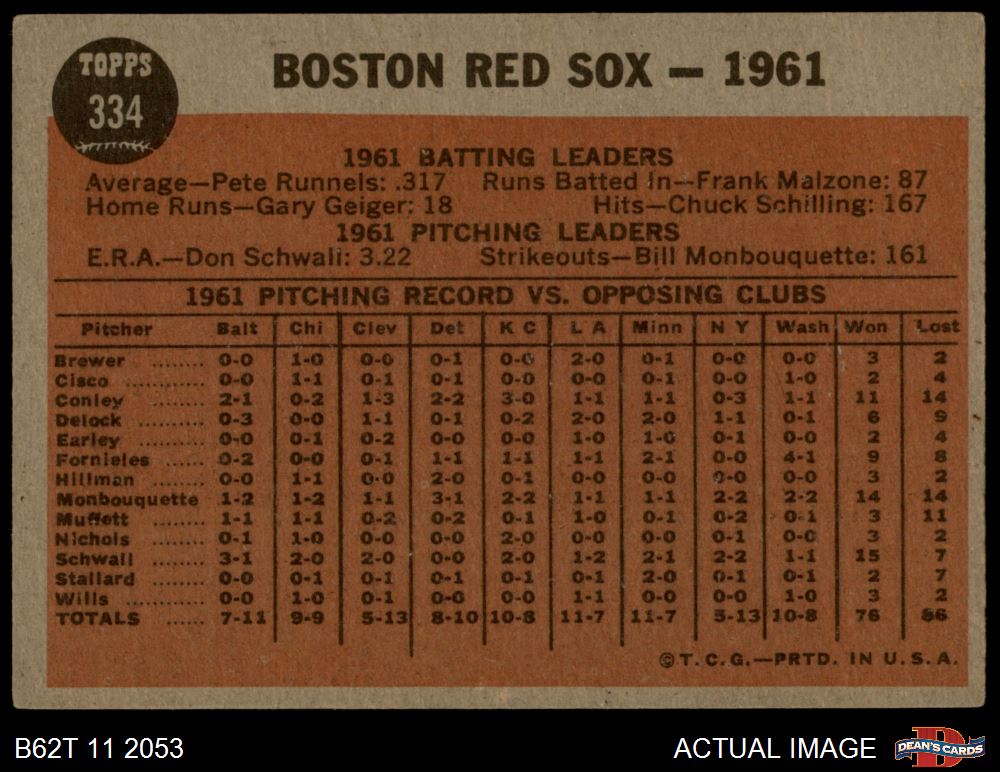 TOPPS
334
BOSTON RED SOX — 1961
1961 BATTING LEADERS
Average—Pete Runnels: .317 Runs Batted In—Frank Malzone: 87
Home Runs—Gary Geiger: 18 Hits—Chuck Schilling: 167
1961 PITCHING LEADERS
E.R.A.—Don Schwall: 3.22 Strikeouts—Bill Monbouquette: 161
1961 PITCHING RECORD VS. OPPOSING CLUBS
Pitcher Balt Chi Clev Det K C L A Minn N Y Wash Won Lost
Brewer ........ 0-0 1-0 0-0 0-1 0-0 2-0 0-1 0-0 0-0 3 2
Cisco ............ 0-0 1-1 0-1 0-1 0-0 0-0 0-1 0-0 1-0 2 4
Conley ........ 2-1 0-2 1-3 2-2 3-0 1-1 1-1 0-3 1-1 11 14
Delock ........ 0-3 0-0 1-1 0-1 0-2 2-0 2-0 1-1 0-1 6 9
Earley ......... 0-0 0-1 0-2 0-0 0-0 1-0 1-0 0-1 0-0 2 4
Fornieles ...... 0-2 0-0 0-1 1-1 1-1 1-1 2-1 0-0 4-1 9 8
Hillman ........ 0-0 1-1 0-0 2-0 0-1 0-0 0-0 0-0 0-0 3 2
Monbouquette 1-2 1-2 1-1 3-1 2-2 1-1 1-1 2-2 2-2 14 14
Muffett ........ 1-1 1-1 0-2 0-2 0-1 1-0 0-1 0-2 0-1 3 11
Nichols ........ 0-1 1-0 0-0 0-0 2-0 0-0 0-0 0-1 0-0 3 2
Schwall ........ 3-1 2-0 2-0 0-0 2-0 1-2 2-1 2-2 1-1 15 7
Stallard ........ 0-0 0-1 0-1 0-1 0-1 0-1 2-0 0-1 0-1 2 7
Wills ............ 0-0 1-0 0-1 0-0 0-0 1-1 0-0 0-0 1-0 3 2
TOTALS ...... 7-11 9-9 5-13 8-10 10-8 11-7 11-7 5-13 10-8 76 86
©T.C.G.—PRTD. IN U.S.A.
B62T 11 2053 ACTUAL IMAGE
DEAN'S CARDS